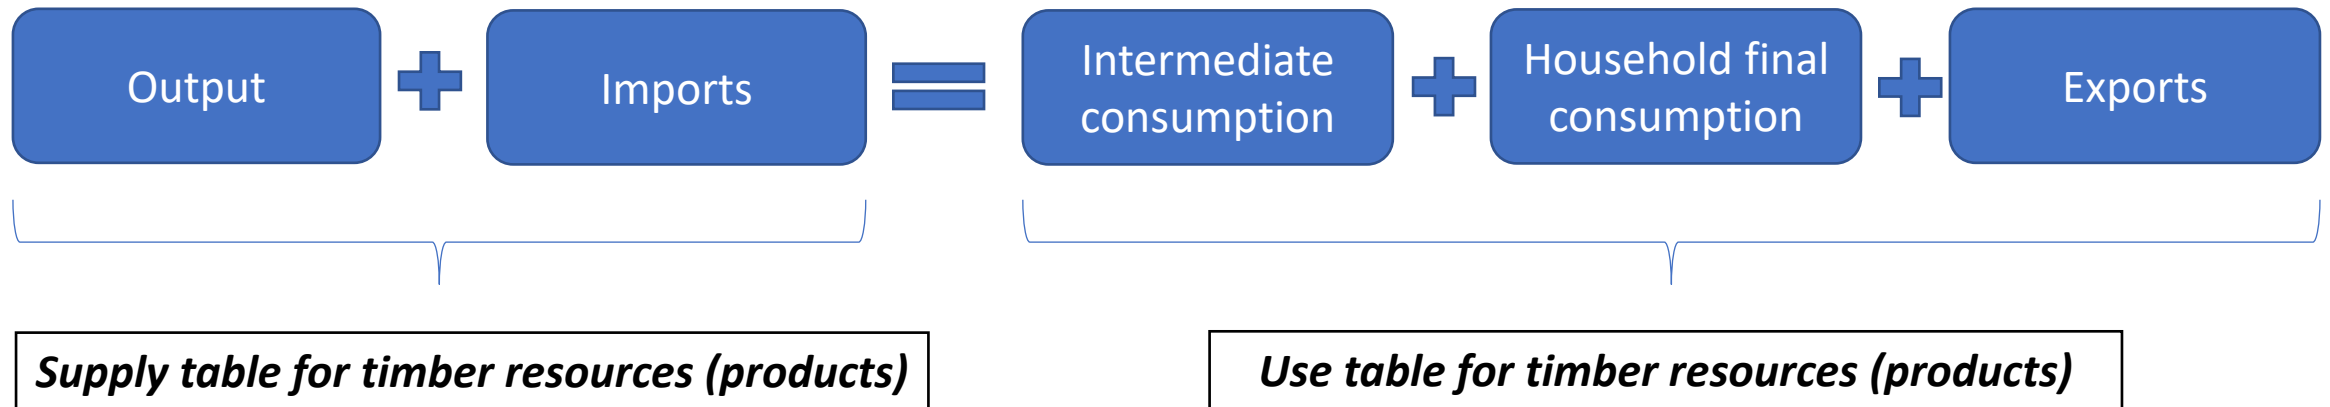 Output
Imports
Intermediate
consumption
Household final
consumption
Exports
Supply table for timber resources (products)
Use table for timber resources (products)